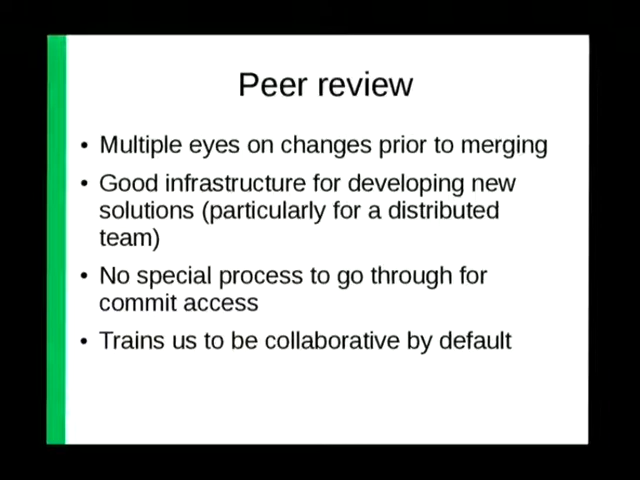 Peer review
• Multiple eyes on changes prior to merging
• Good infrastructure for developing new
solutions (particularly for a distributed
team)
• No special process to go through for
commit access
• Trains us to be collaborative by default